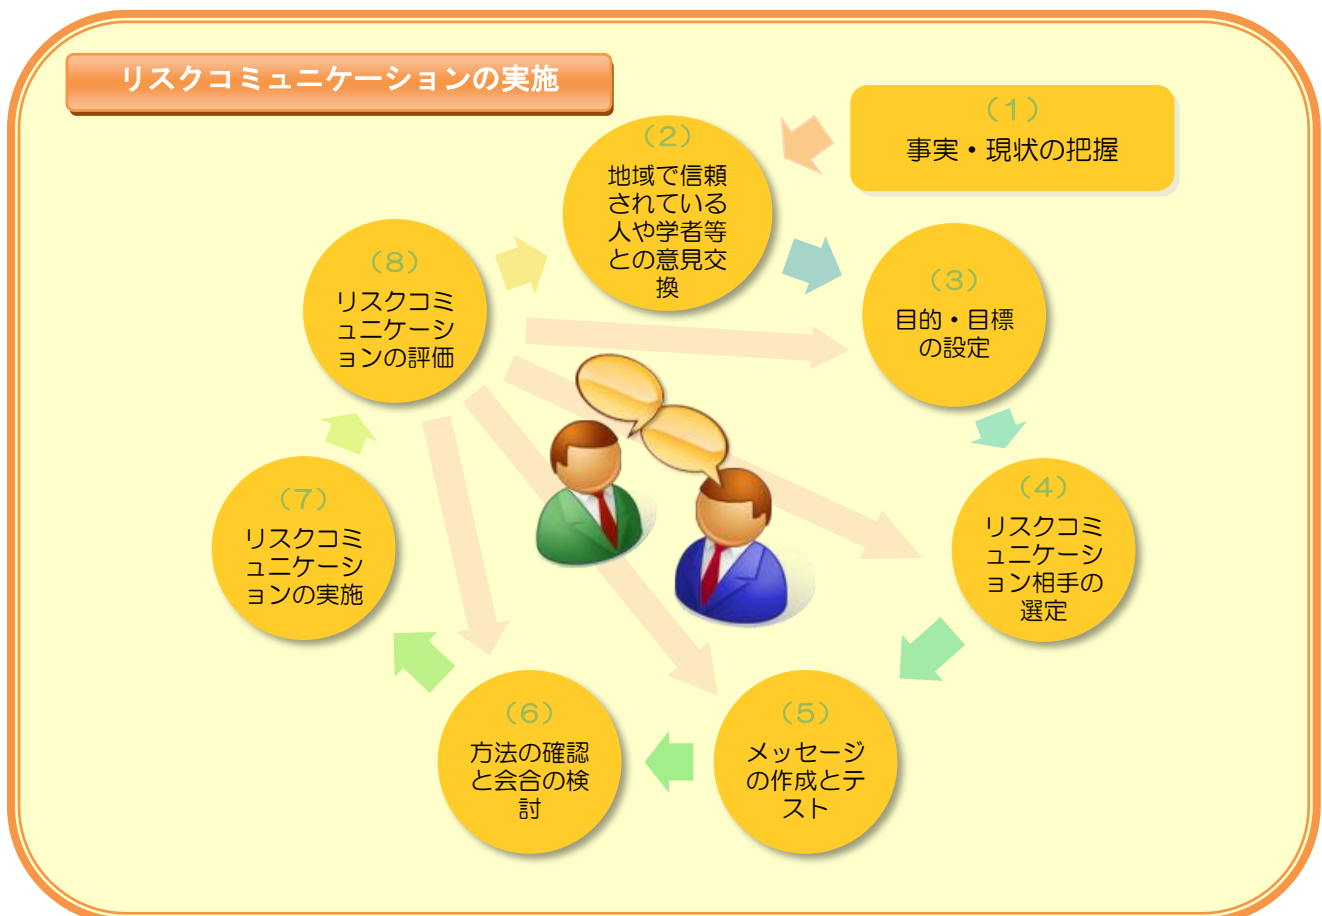 リスクコミュニケーションの実施
（1）
事実・現状の把握
（2）
地域で信頼
されている
人や学者等
との意見交
換
（3）
目的・目標
の設定
（4）
リスクコミ
ュニケーシ
ョン相手の
選定
（5）
メッセージ
の作成とテ
スト
（6）
方法の確認
と会合の検
討
（7）
リスクコミ
ュニケーシ
ョンの実施
（8）
リスクコミ
ュニケーシ
ョンの評価